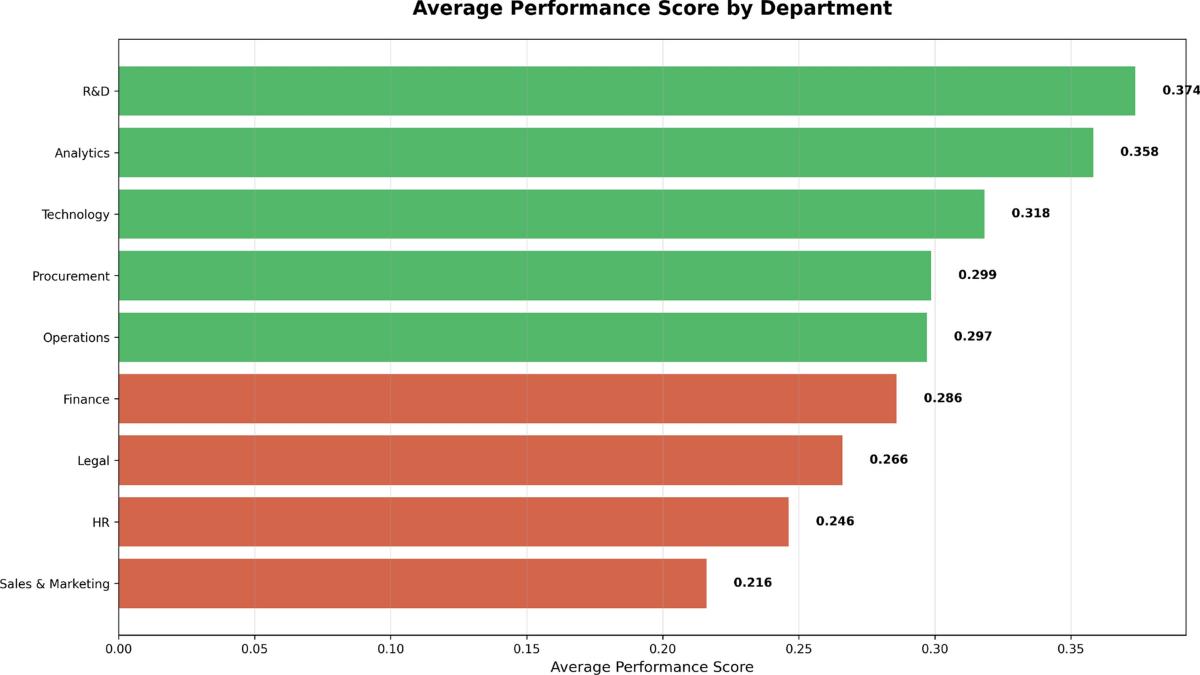 Average Performance Score by Department
R&D
0.374
Analytics
0.358
Technology
0.318
Procurement
0.299
Operations
0.297
Finance
0.286
Legal
0.266
HR
0.246
Sales & Marketing
0.216
0.00 0.05 0.10 0.15 0.20 0.25 0.30 0.35
Average Performance Score